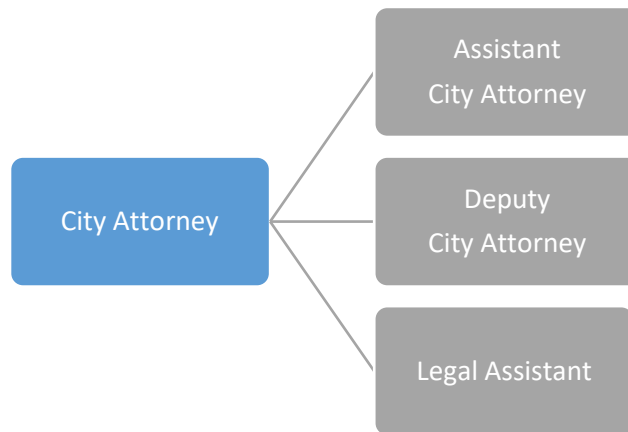 Assistant
City Attorney
City Attorney
Deputy
City Attorney
Legal Assistant